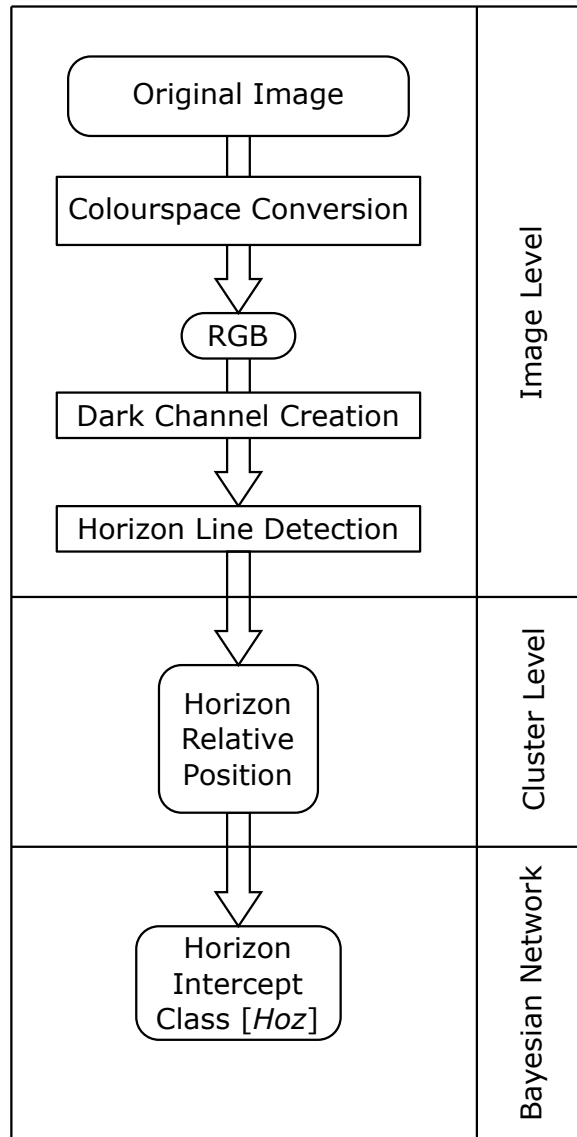 Original Image
Colourspace Conversion
RGB
Dark Channel Creation
Horizon Line Detection
Image Level
Horizon
Relative
Position
Cluster Level
Horizon
Intercept
Class [Hoz]
Bayesian Network